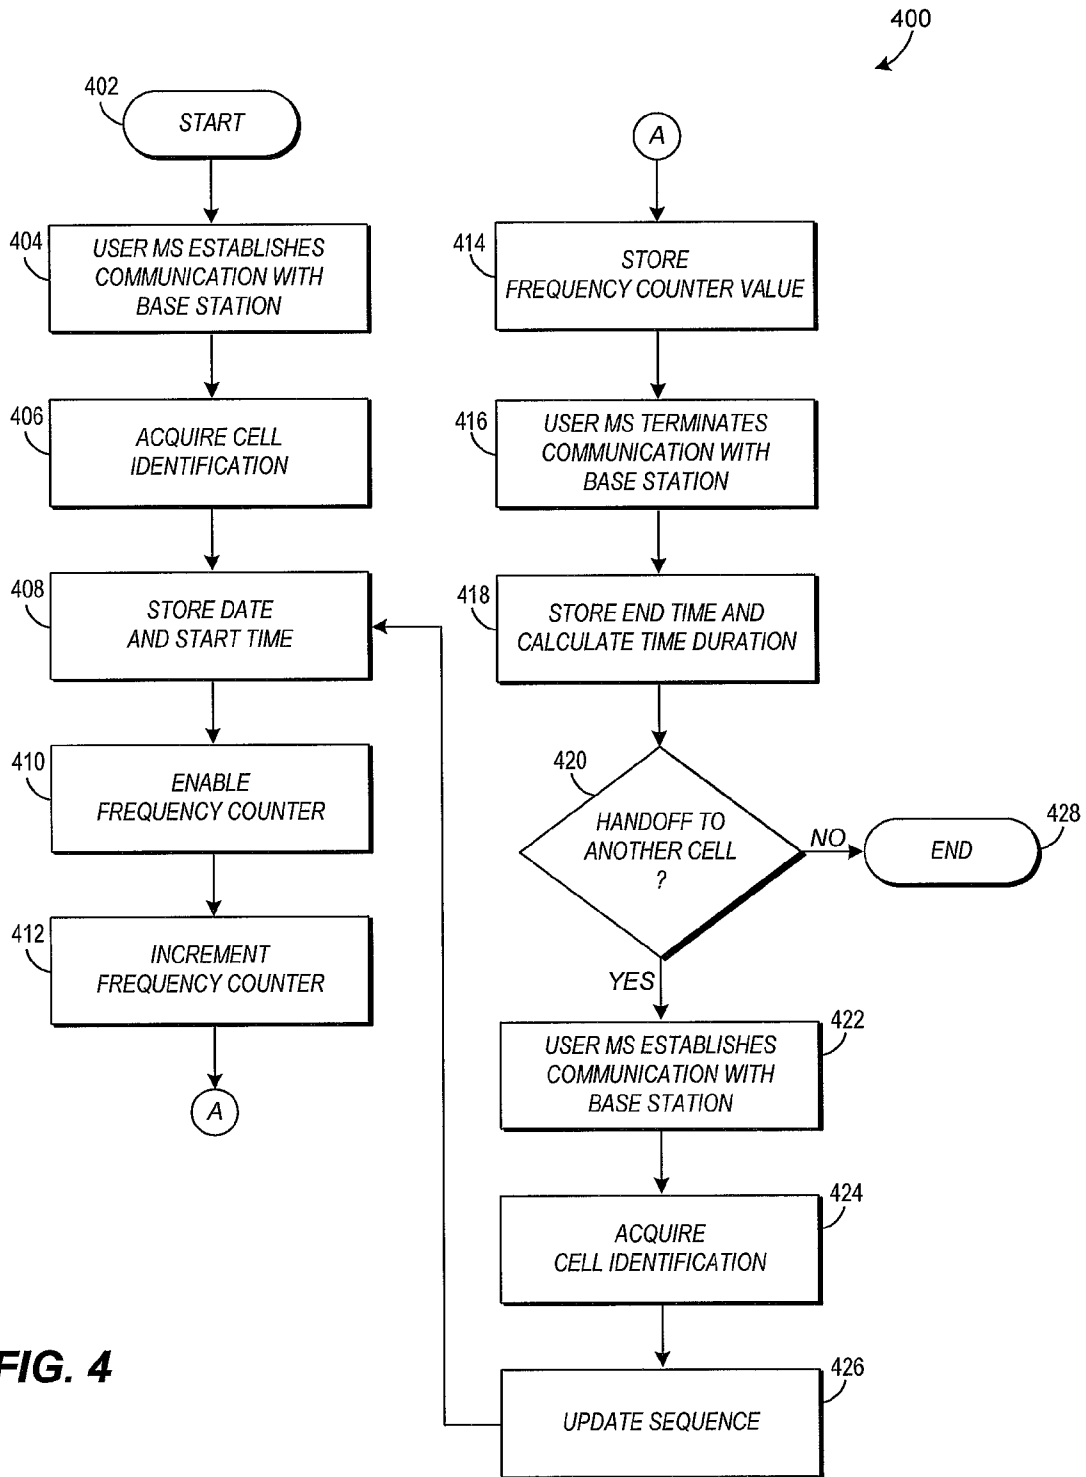 400
402
START
404
USER MS ESTABLISHES
COMMUNICATION WITH
BASE STATION
406
ACQUIRE CELL
IDENTIFICATION
408
STORE DATE
AND START TIME
410
ENABLE
FREQUENCY COUNTER
412
INCREMENT
FREQUENCY COUNTER
A
A
414
STORE
FREQUENCY COUNTER VALUE
416
USER MS TERMINATES
COMMUNICATION WITH
BASE STATION
418
STORE END TIME AND
CALCULATE TIME DURATION
420
HANDOFF TO
ANOTHER CELL
?
NO
428
END
YES
422
USER MS ESTABLISHES
COMMUNICATION WITH
BASE STATION
424
ACQUIRE
CELL IDENTIFICATION
426
UPDATE SEQUENCE
FIG. 4